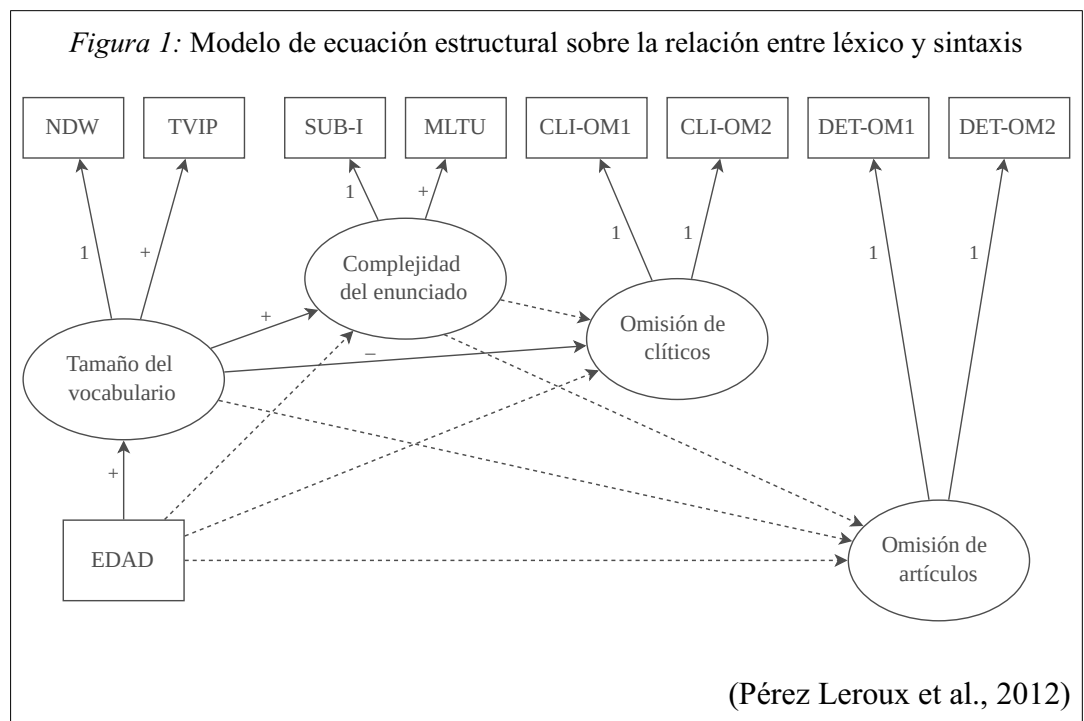 Figura 1: Modelo de ecuación estructural sobre la relación entre léxico y sintaxis
NDW
TVIP
SUB-I
MLTU
CLI-OM1
CLI-OM2
DET-OM1
DET-OM2
1
+
1
+
1
1
1
1
Complejidad
del enunciado
+
Omisión de
clíticos
–
Tamaño del
vocabulario
+
EDAD
Omisión de
artículos
(Pérez Leroux et al., 2012)